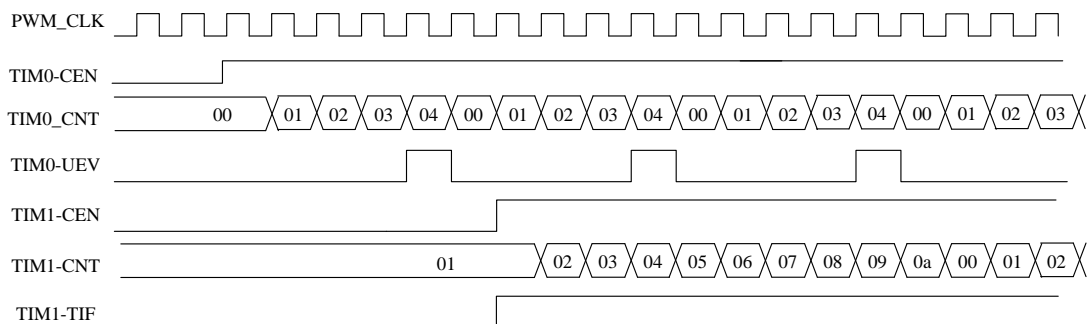 PWM_CLK
TIM0-CEN
TIM0_CNT 00 01 02 03 04 00 01 02 03 04 00 01 02 03 04 00 01 02 03
TIM0-UEV
TIM1-CEN
TIM1-CNT 01 02 03 04 05 06 07 08 09 0a 00 01 02
TIM1-TIF